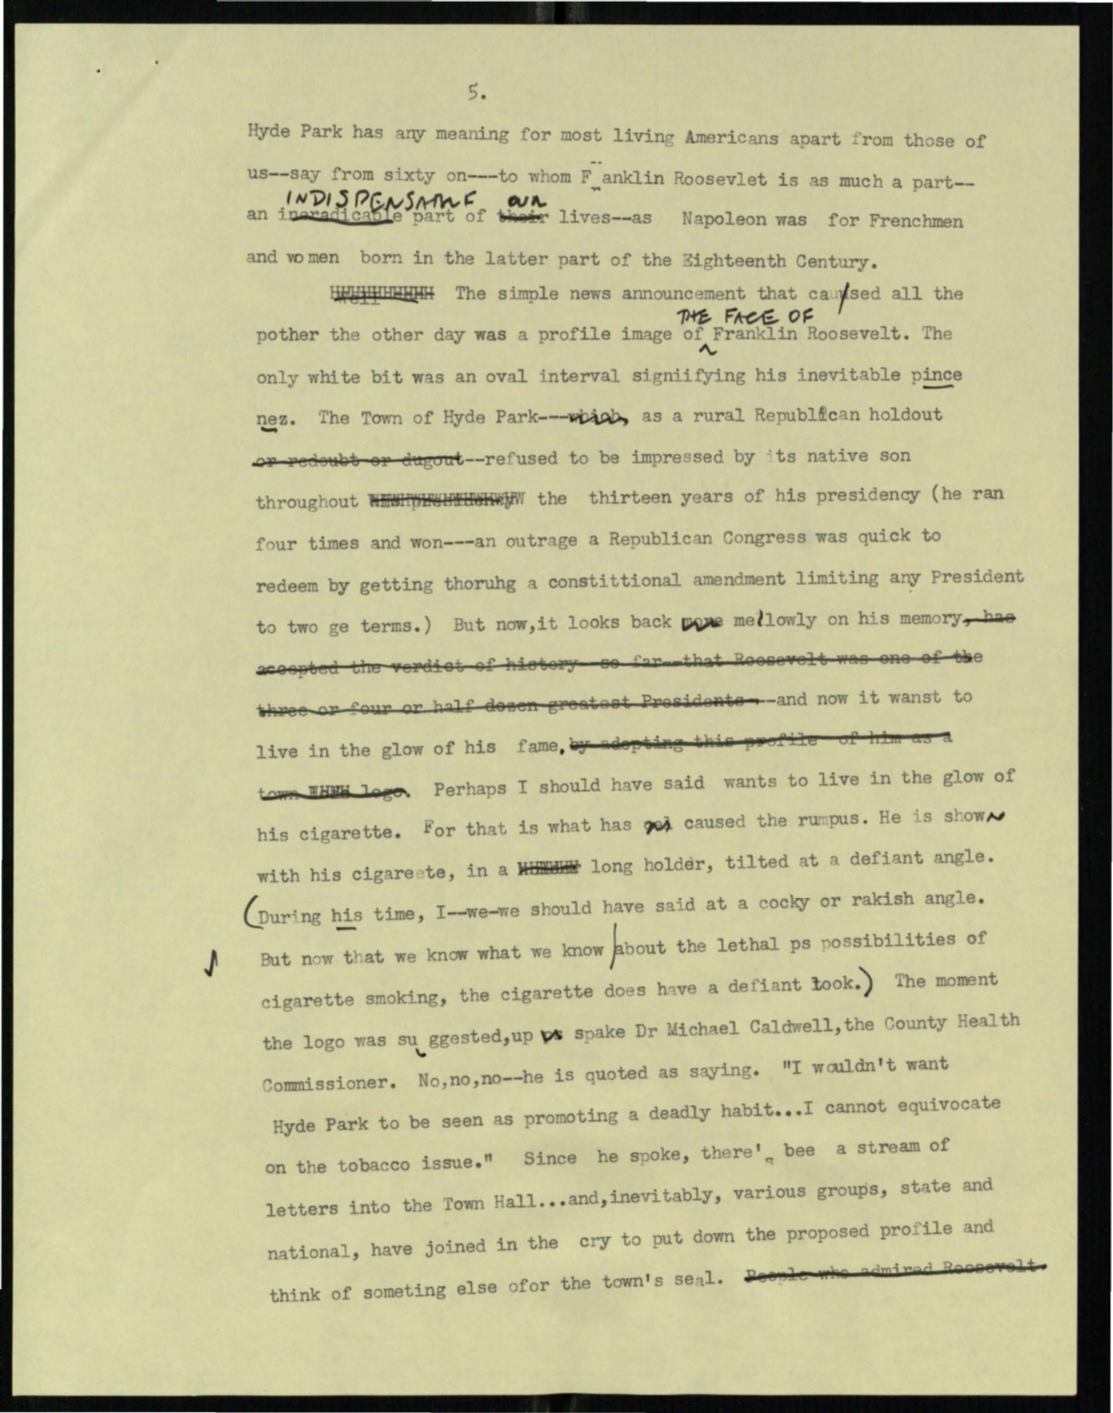 5.
Hyde Park has any meaning for most living Americans apart from those of
us--say from sixty on---to whom F anklin Roosevlet is as much a part--
INDISPENSABLE OUR
an ineradicable part of their lives--as Napoleon was for Frenchmen
and women born in the latter part of the Eighteenth Century.
The simple news announcement that caused all the
THE FACE OF
pother the other day was a profile image of Franklin Roosevelt. The
only white bit was an oval interval signiifying his inevitable pince
nez. The Town of Hyde Park---which, as a rural Republican holdout
or redoubt or dugout--refused to be impressed by its native son
throughout the thirteen years of his presidency (he ran
four times and won---an outrage a Republican Congress was quick to
redeem by getting thoruhg a constittional amendment limiting any President
to two ge terms.) But now,it looks back more mellowly on his memory, has
accepted the verdict of history--so far--that Roosevelt was one of the
three or four or half dozen greatest Presidents---and now it wanst to
live in the glow of his fame, by adopting this profile of him as a
town logo. Perhaps I should have said wants to live in the glow of
his cigarette. For that is what has caused the rumpus. He is shown
with his cigareete, in a long holder, tilted at a defiant angle.
(During his time, I--we-we should have said at a cocky or rakish angle.
But now that we know what we know about the lethal ps possibilities of
cigarette smoking, the cigarette does have a defiant look.) The moment
the logo was su ggested,up spake Dr Michael Caldwell,the County Health
Commissioner. No,no,no--he is quoted as saying. "I wouldn't want
Hyde Park to be seen as promoting a deadly habit...I cannot equivocate
on the tobacco issue." Since he spoke, there' bee a stream of
letters into the Town Hall...and,inevitably, various groups, state and
national, have joined in the cry to put down the proposed profile and
think of someting else ofor the town's seal. People who admired Roosevelt